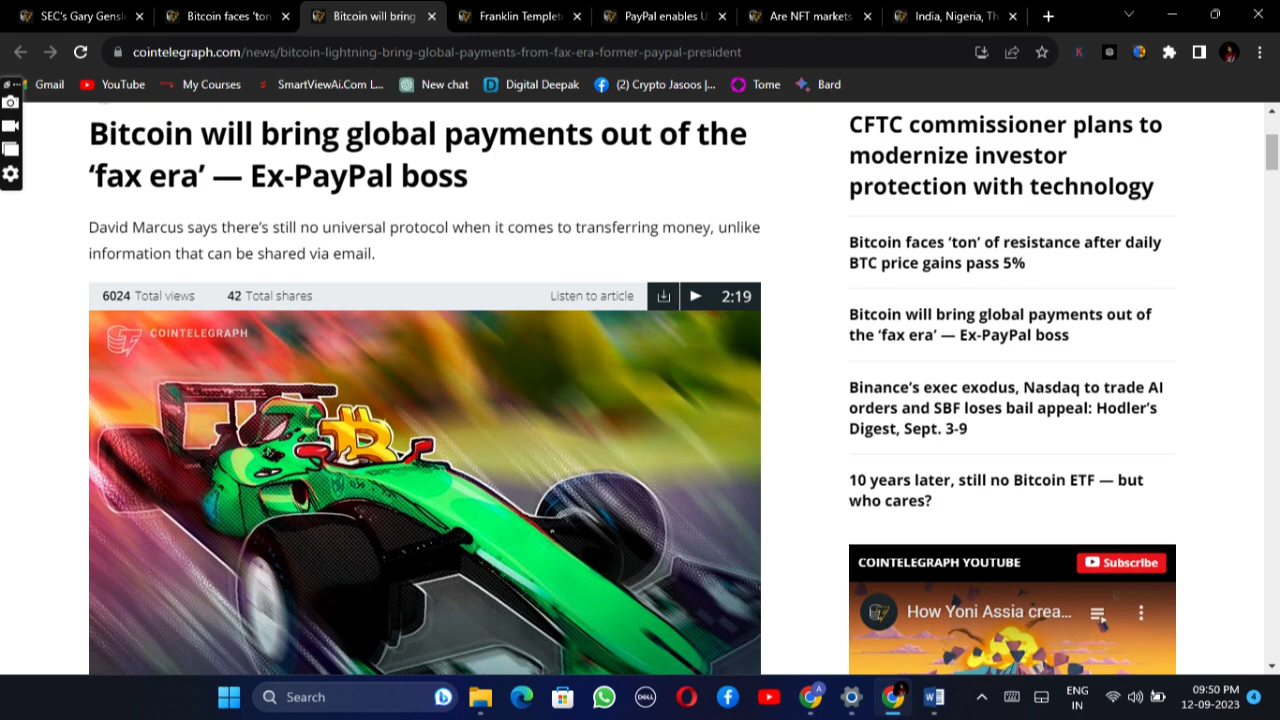 SEC's Gary Gensl
Bitcoin faces 'ton'
Bitcoin will bring
Franklin Templet
PayPal enables U
Are NFT markets
India, Nigeria, Th
cointelegraph.com/news/bitcoin-lightning-bring-global-payments-from-fax-era-former-paypal-president
Gmail
YouTube
My Courses
SmartViewAi.Com L...
New chat
Digital Deepak
(2) Crypto Jasoos |...
Tome
Bard
Bitcoin will bring global payments out of the
‘fax era’ — Ex-PayPal boss
David Marcus says there’s still no universal protocol when it comes to transferring money, unlike
information that can be shared via email.
6024 Total views
42 Total shares
Listen to article
2:19
COINTELEGRAPH
CFTC commissioner plans to
modernize investor
protection with technology
Bitcoin faces ‘ton’ of resistance after daily
BTC price gains pass 5%
Bitcoin will bring global payments out of
the ‘fax era’ — Ex-PayPal boss
Binance’s exec exodus, Nasdaq to trade AI
orders and SBF loses bail appeal: Hodler’s
Digest, Sept. 3-9
10 years later, still no Bitcoin ETF — but
who cares?
COINTELEGRAPH YOUTUBE
Subscribe
How Yoni Assia crea...
Search
DELL
A
ENG
IN
09:50 PM
12-09-2023
4